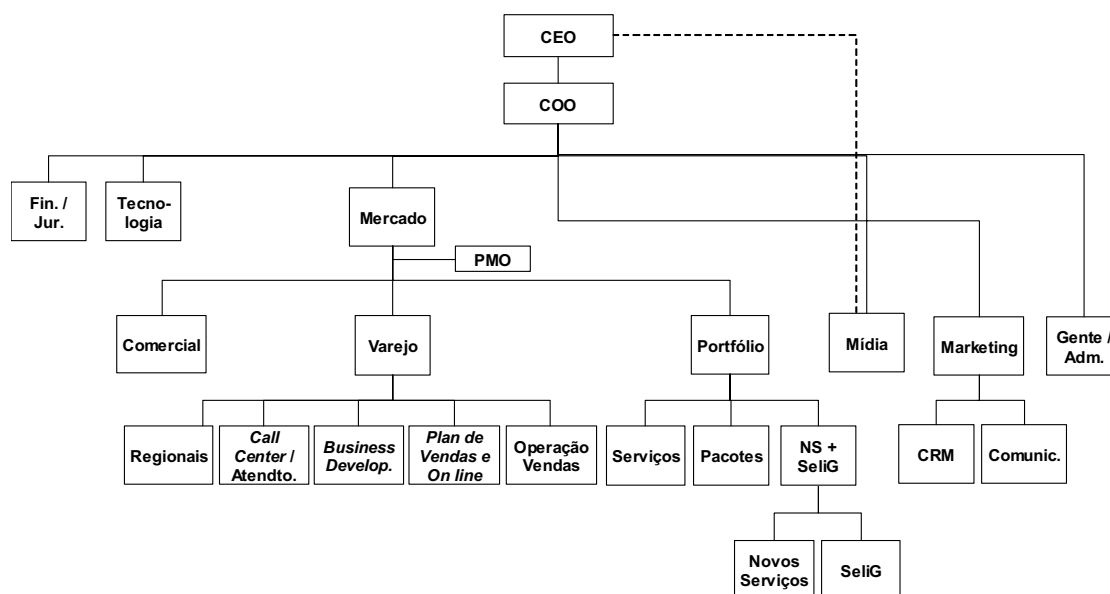 CEO
COO
Fin. /
Jur.
Tecno-
logia
Mercado
PMO
Comercial
Varejo
Portfólio
Mídia
Marketing
Gente /
Adm.
Regionais
Call
Center /
Atendto.
Business
Develop.
Plan de
Vendas e
On line
Operação
Vendas
Serviços
Pacotes
NS +
SeliG
CRM
Comunic.
Novos
Serviços
SeliG